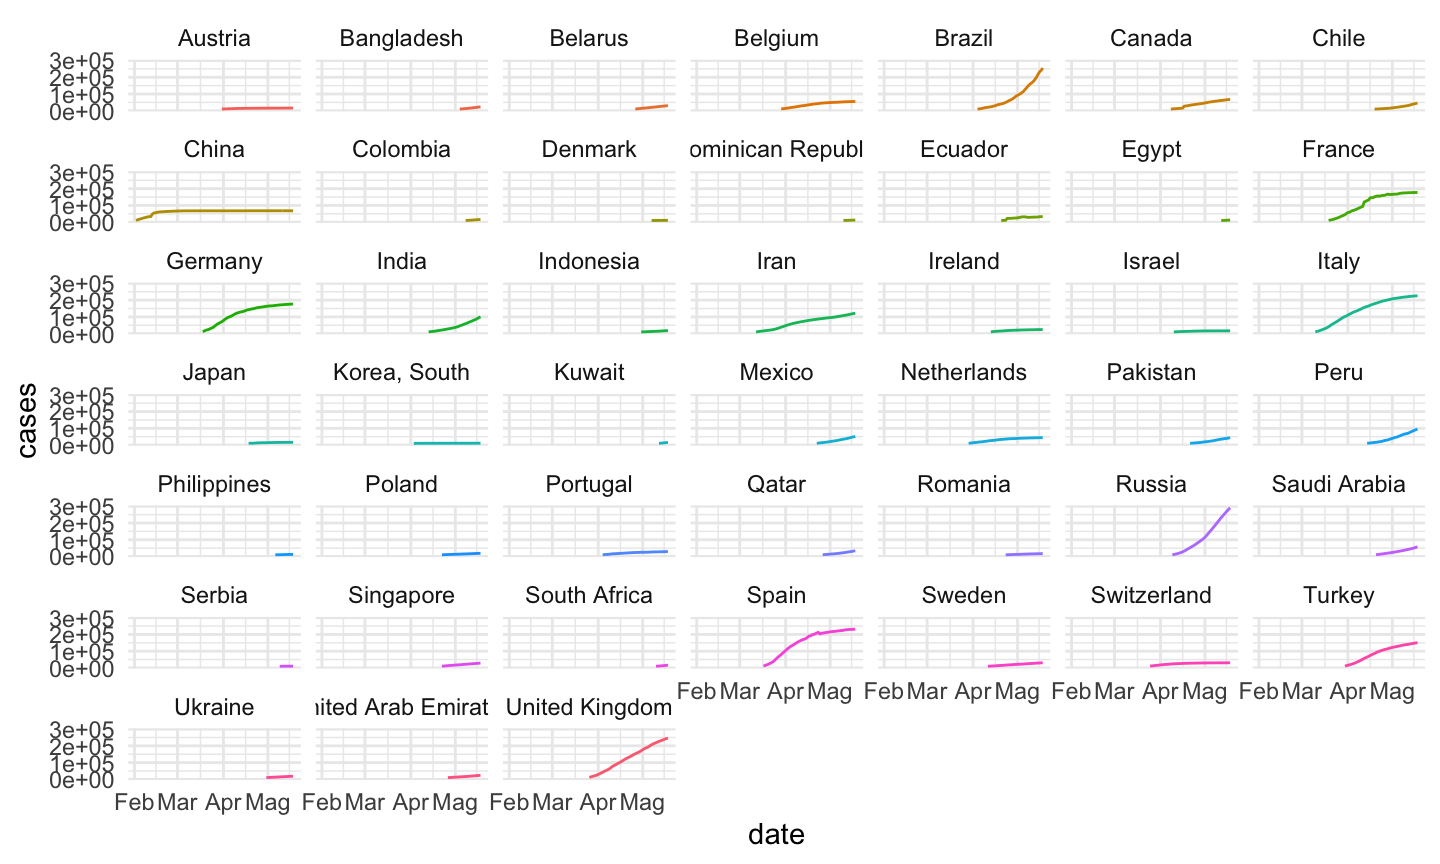 Austria Bangladesh Belarus Belgium Brazil Canada Chile
3e+05
2e+05
1e+05
0e+00
China Colombia Denmark ominican Republ Ecuador Egypt France
3e+05
2e+05
1e+05
0e+00
Germany India Indonesia Iran Ireland Israel Italy
3e+05
2e+05
1e+05
0e+00
cases
Japan Korea, South Kuwait Mexico Netherlands Pakistan Peru
3e+05
2e+05
1e+05
0e+00
Philippines Poland Portugal Qatar Romania Russia Saudi Arabia
3e+05
2e+05
1e+05
0e+00
Serbia Singapore South Africa Spain Sweden Switzerland Turkey
3e+05
2e+05
1e+05
0e+00
Feb Mar Apr Mag Feb Mar Apr Mag Feb Mar Apr Mag Feb Mar Apr Mag
Ukraine nited Arab Emirat United Kingdom
3e+05
2e+05
1e+05
0e+00
Feb Mar Apr Mag Feb Mar Apr Mag Feb Mar Apr Mag
date